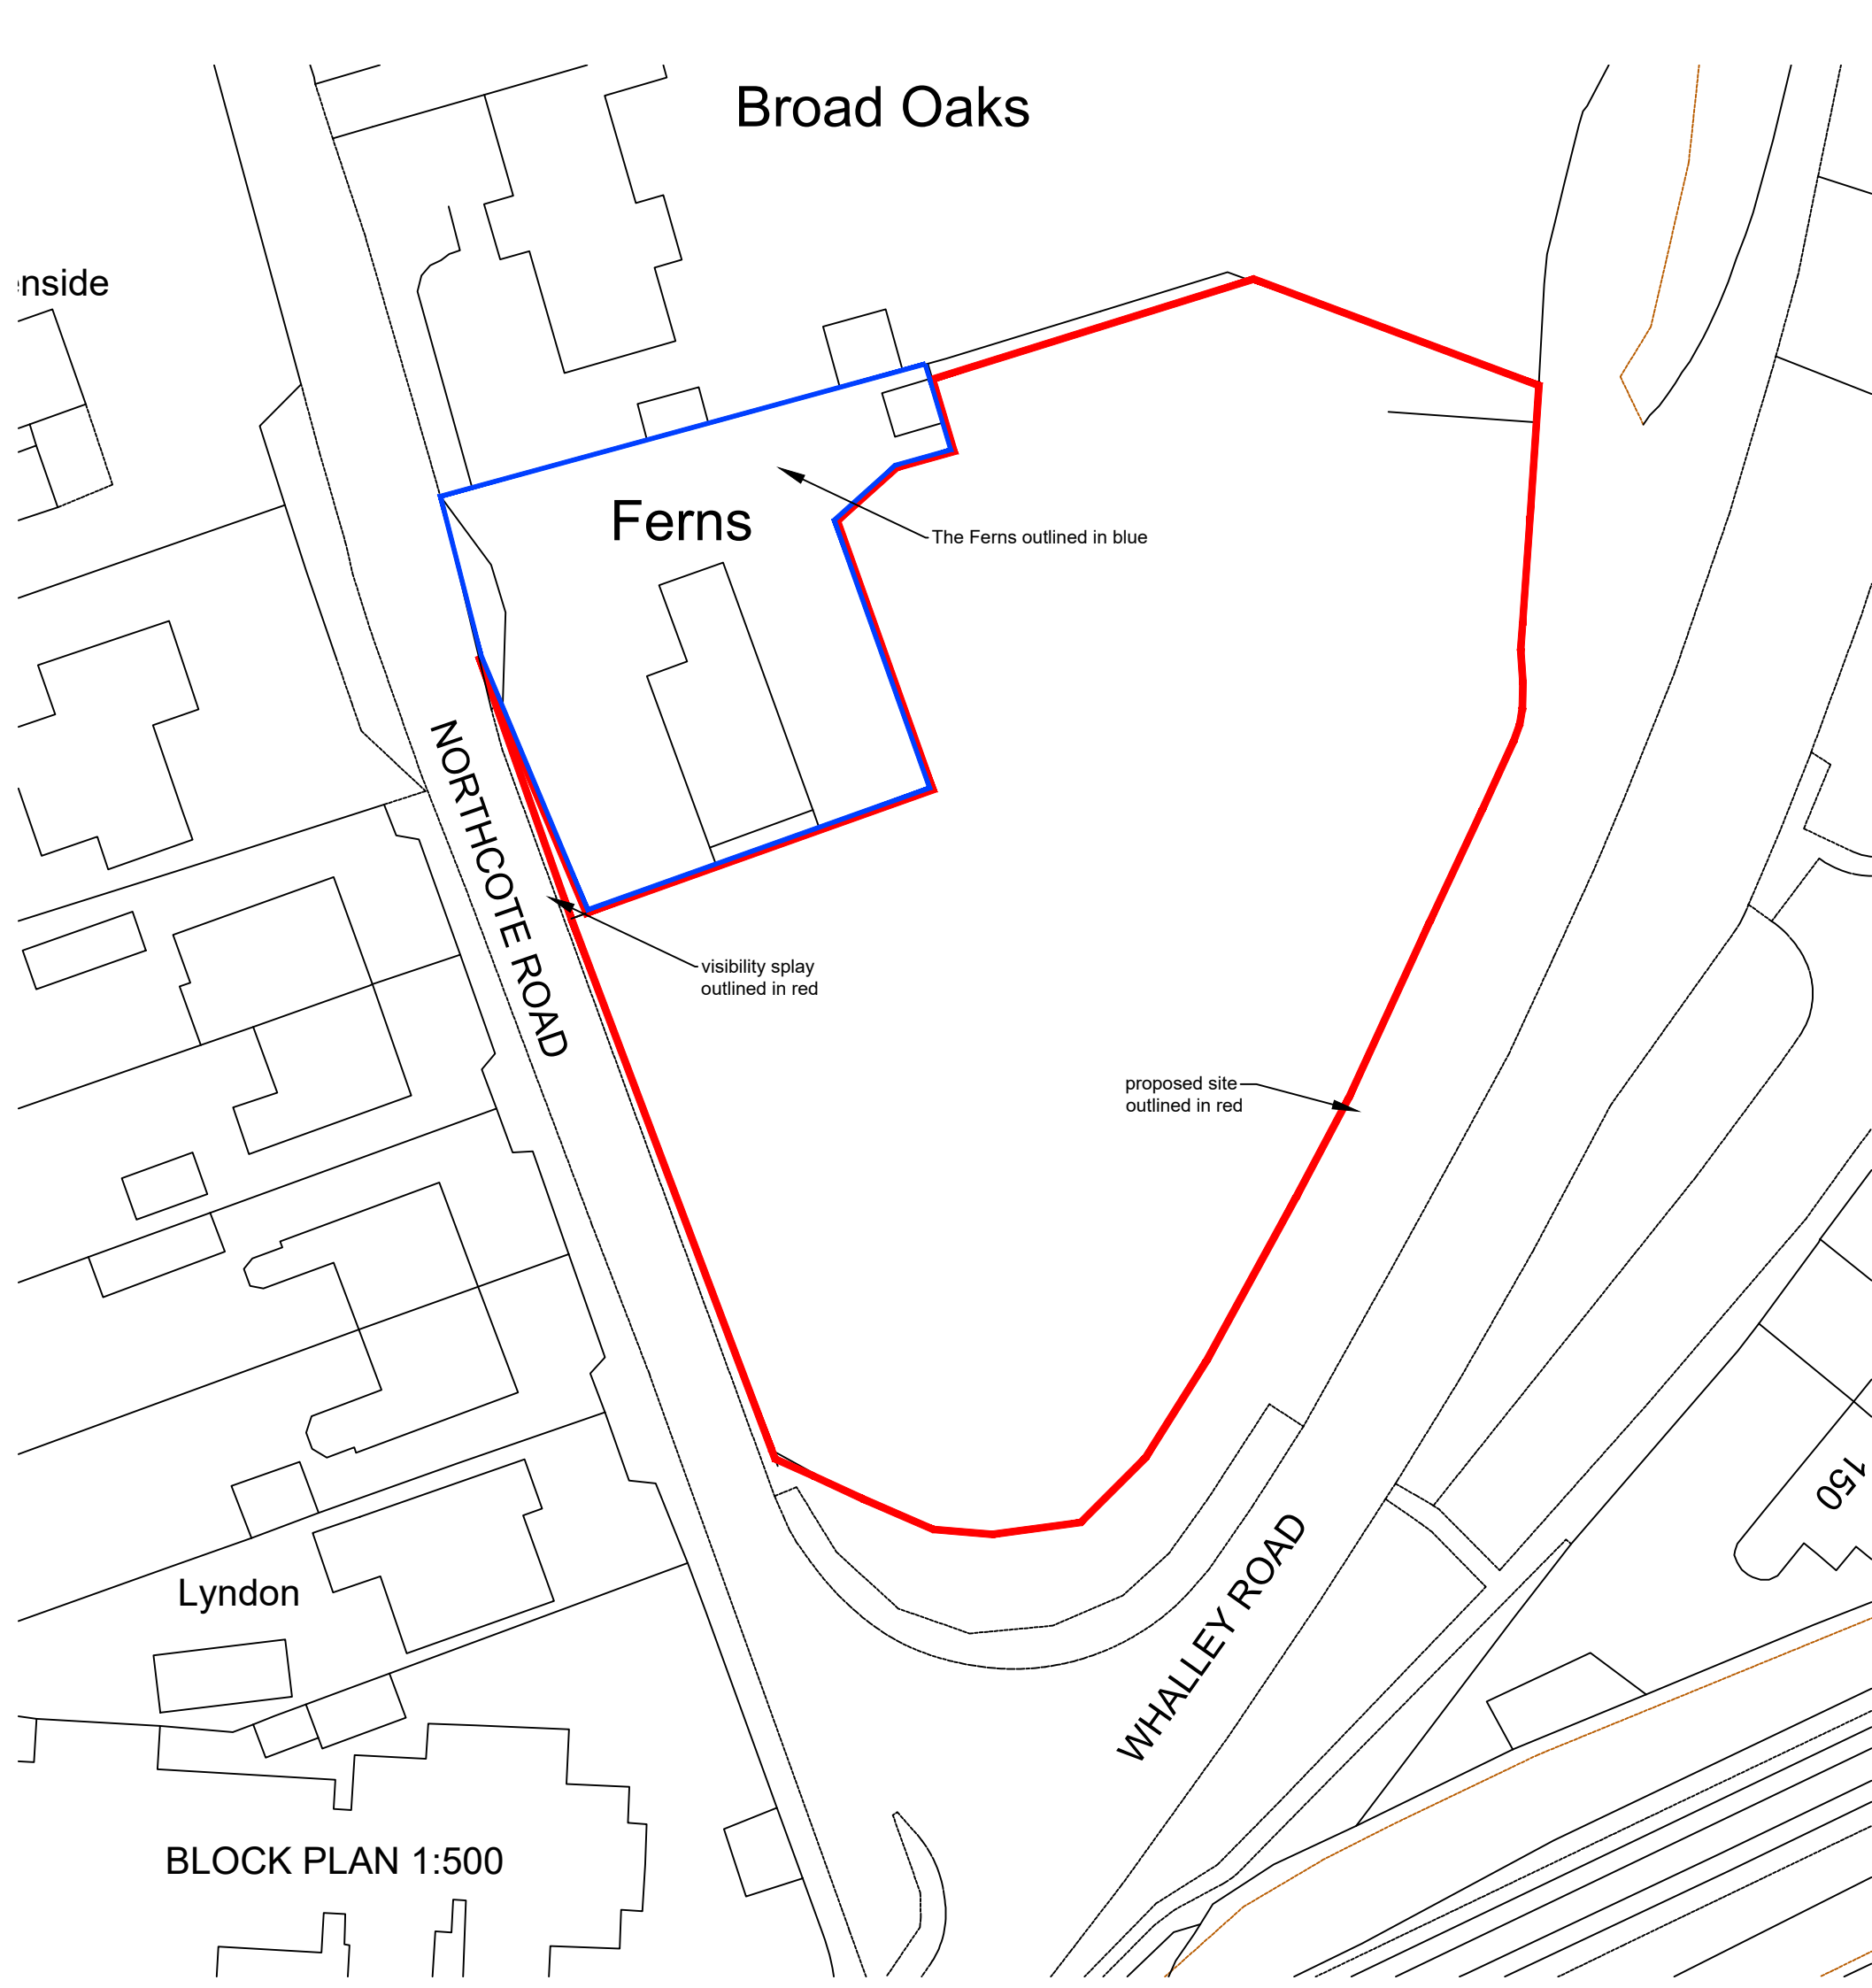 Broad Oaks
nside
Ferns
The Ferns outlined in blue
NORTHCOTE ROAD
visibility splay
outlined in red
proposed site
outlined in red
150
WHALLEY ROAD
Lyndon
BLOCK PLAN 1:500